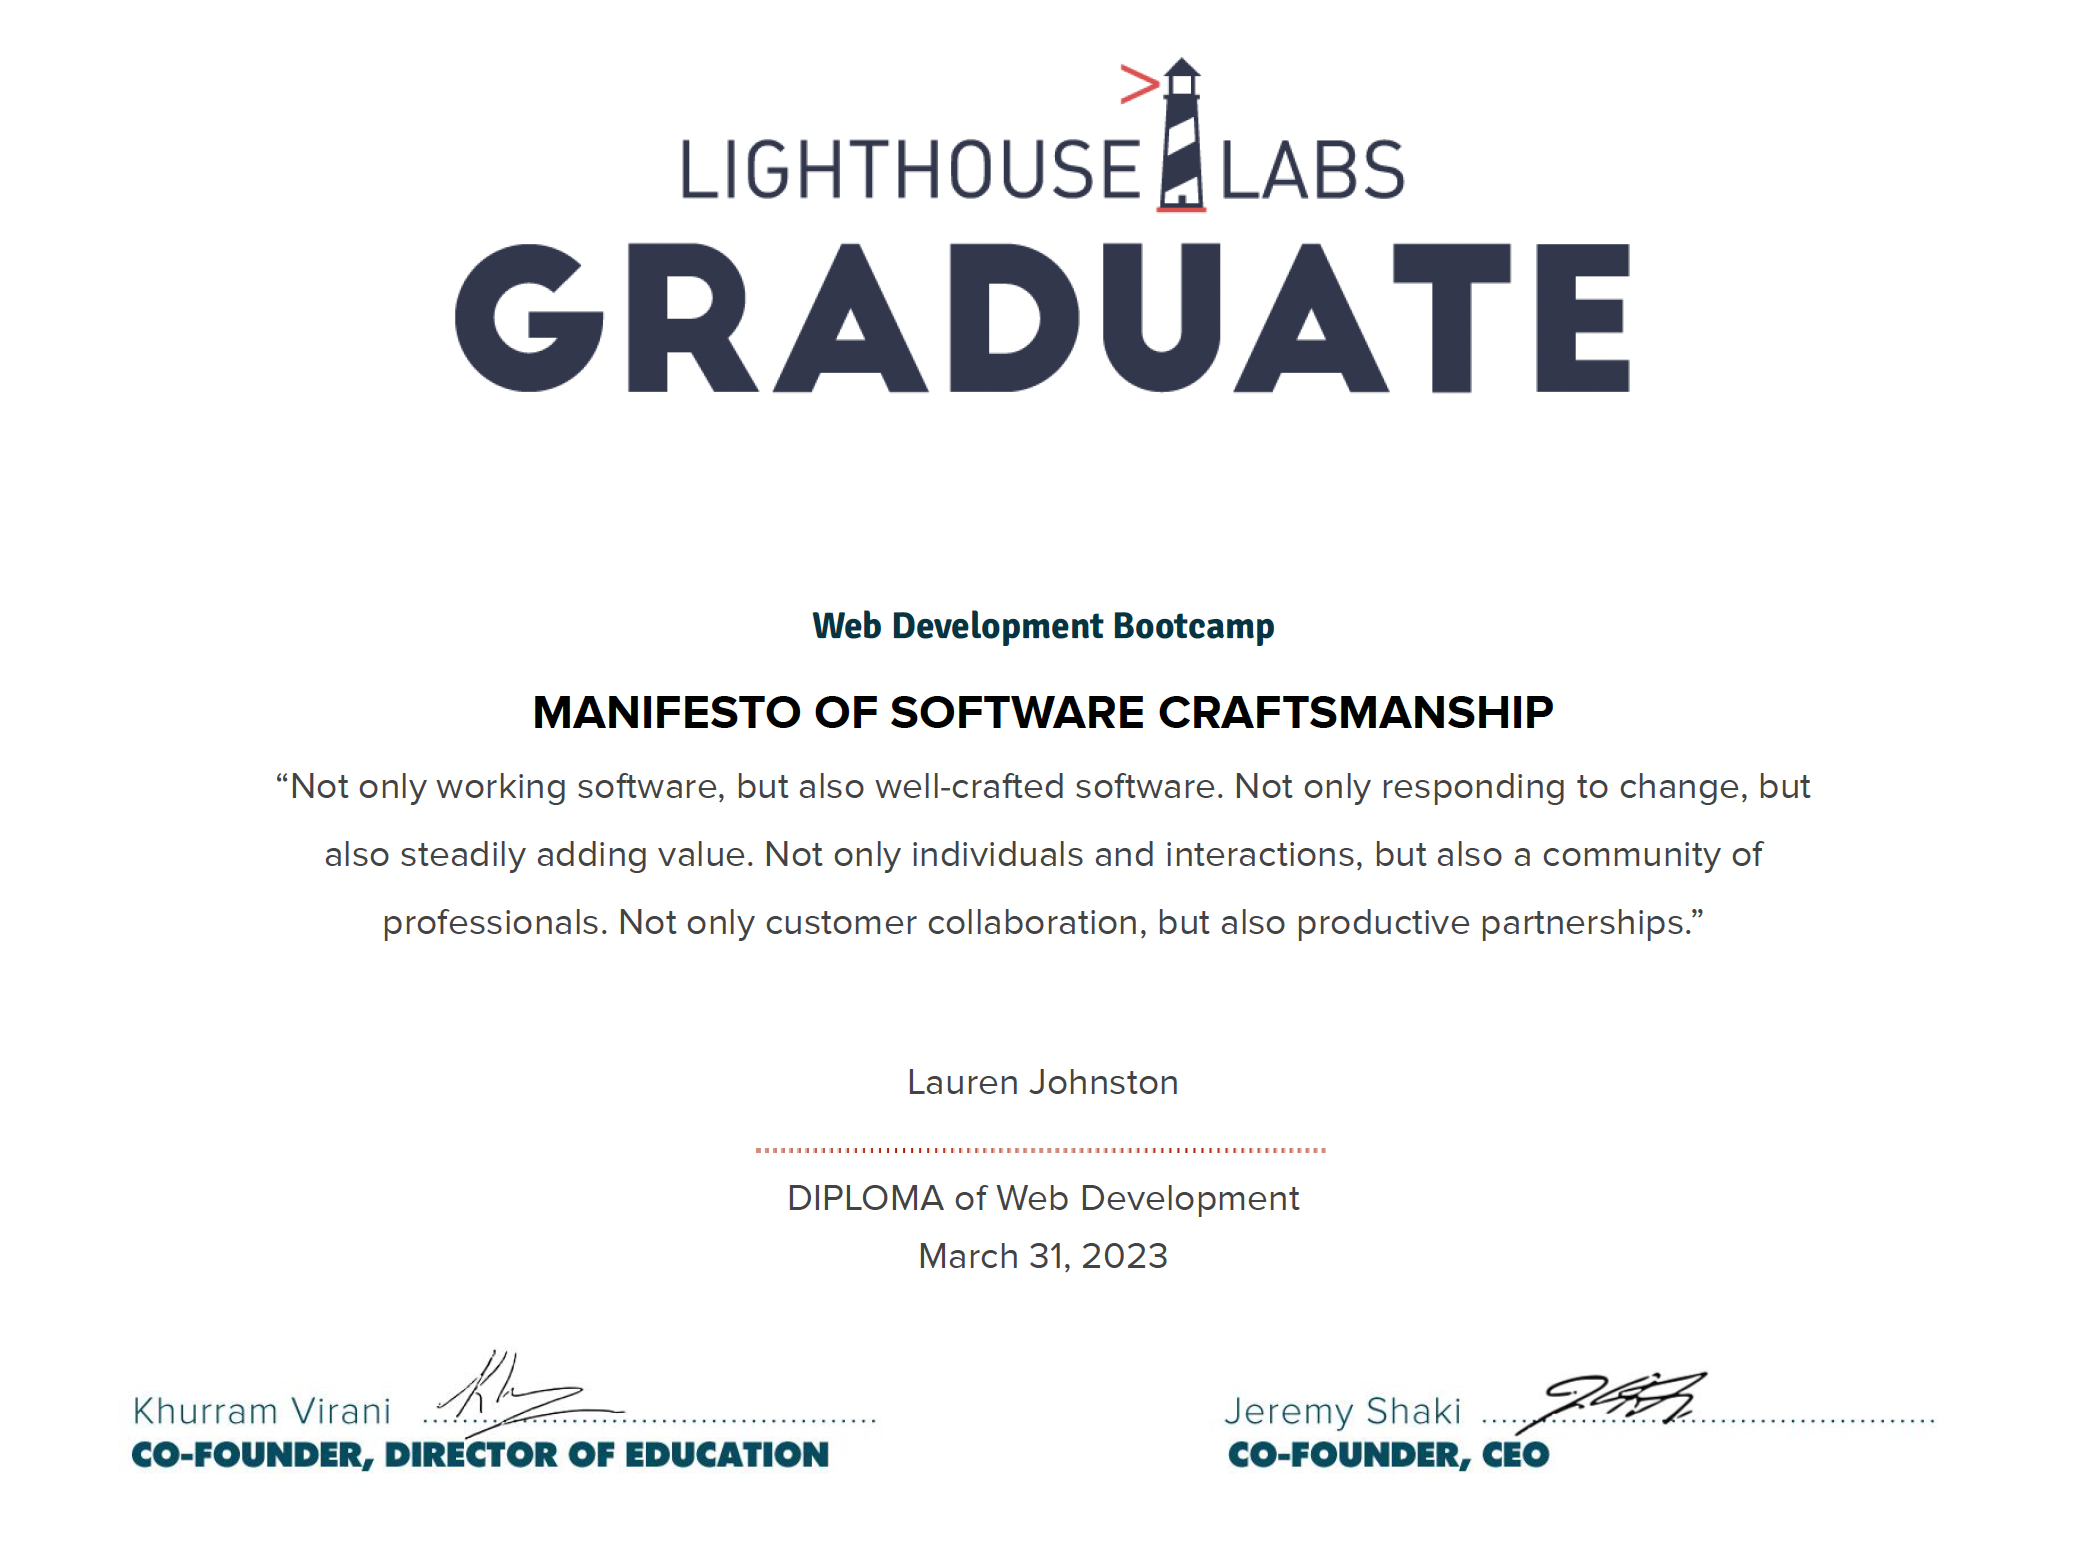 LIGHTHOUSE LABS
GRADUATE
Web Development Bootcamp
MANIFESTO OF SOFTWARE CRAFTSMANSHIP
“Not only working software, but also well-crafted software. Not only responding to change, but
also steadily adding value. Not only individuals and interactions, but also a community of
professionals. Not only customer collaboration, but also productive partnerships.”
Lauren Johnston
DIPLOMA of Web Development
March 31, 2023
Khurram Virani
CO-FOUNDER, DIRECTOR OF EDUCATION
Jeremy Shaki
CO-FOUNDER, CEO